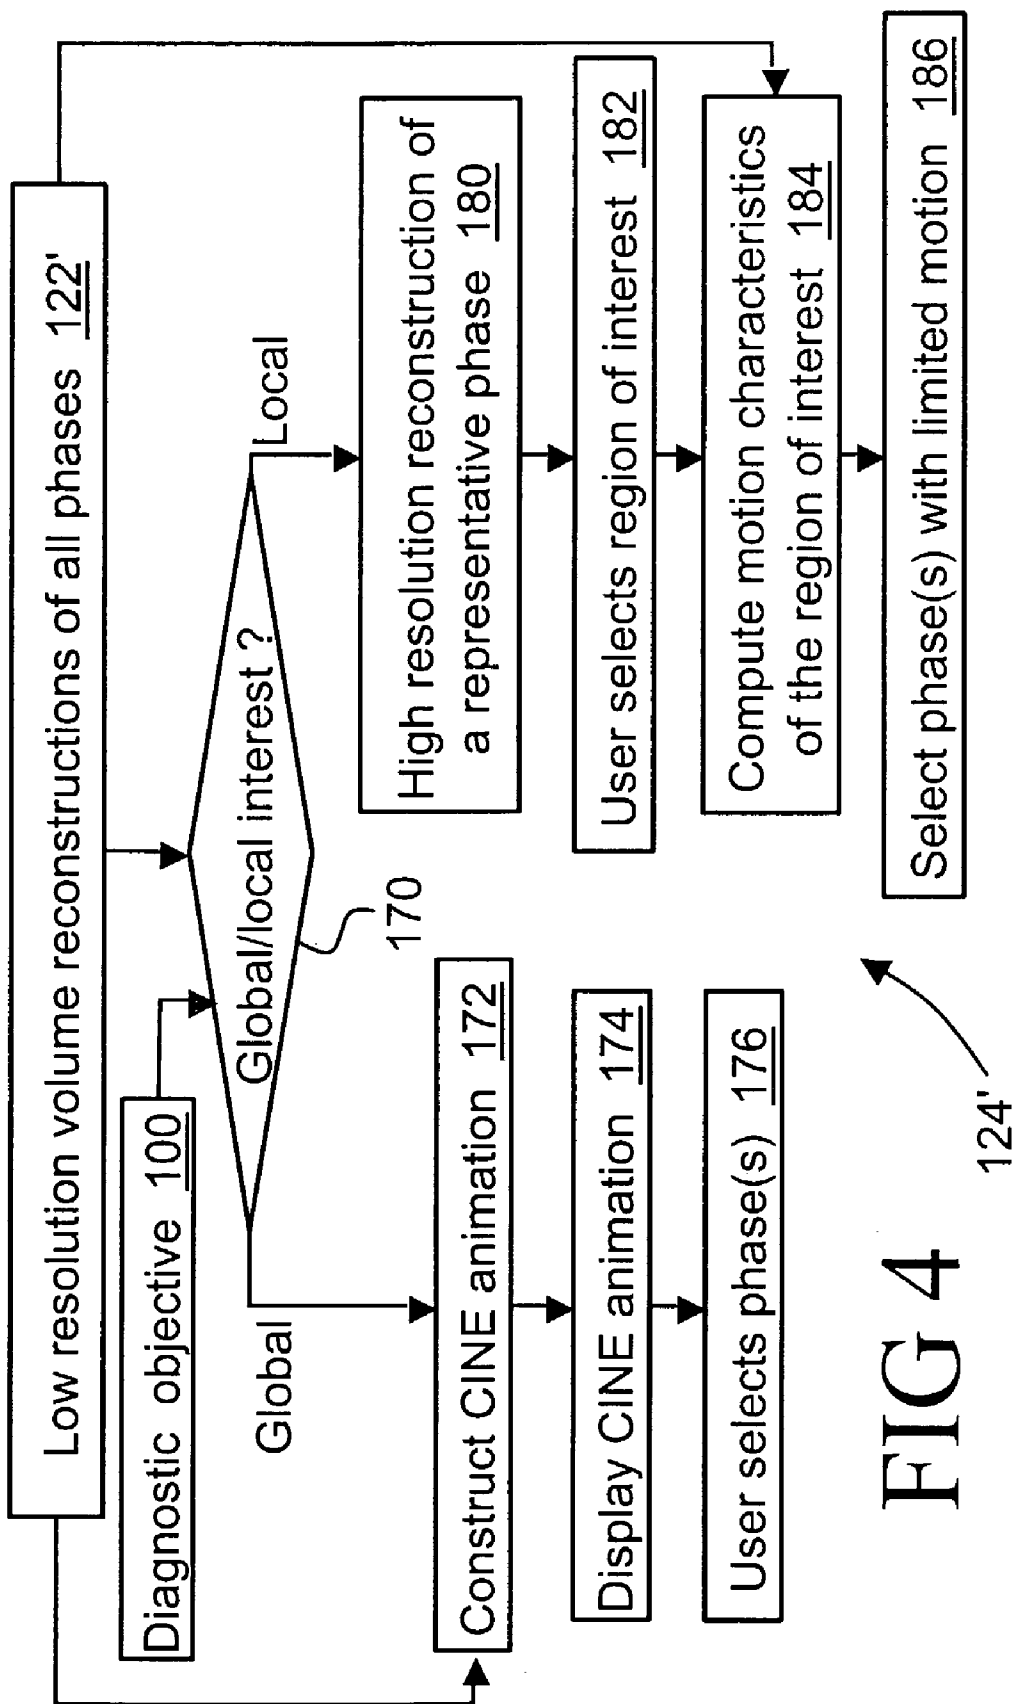 Low resolution volume reconstructions of all phases 122'
Diagnostic objective 100
Global/local interest ?
170
Global
Local
Construct CINE animation 172
Display CINE animation 174
User selects phase(s) 176
High resolution reconstruction of
a representative phase 180
User selects region of interest 182
Compute motion characteristics
of the region of interest 184
Select phase(s) with limited motion 186
124'
FIG 4